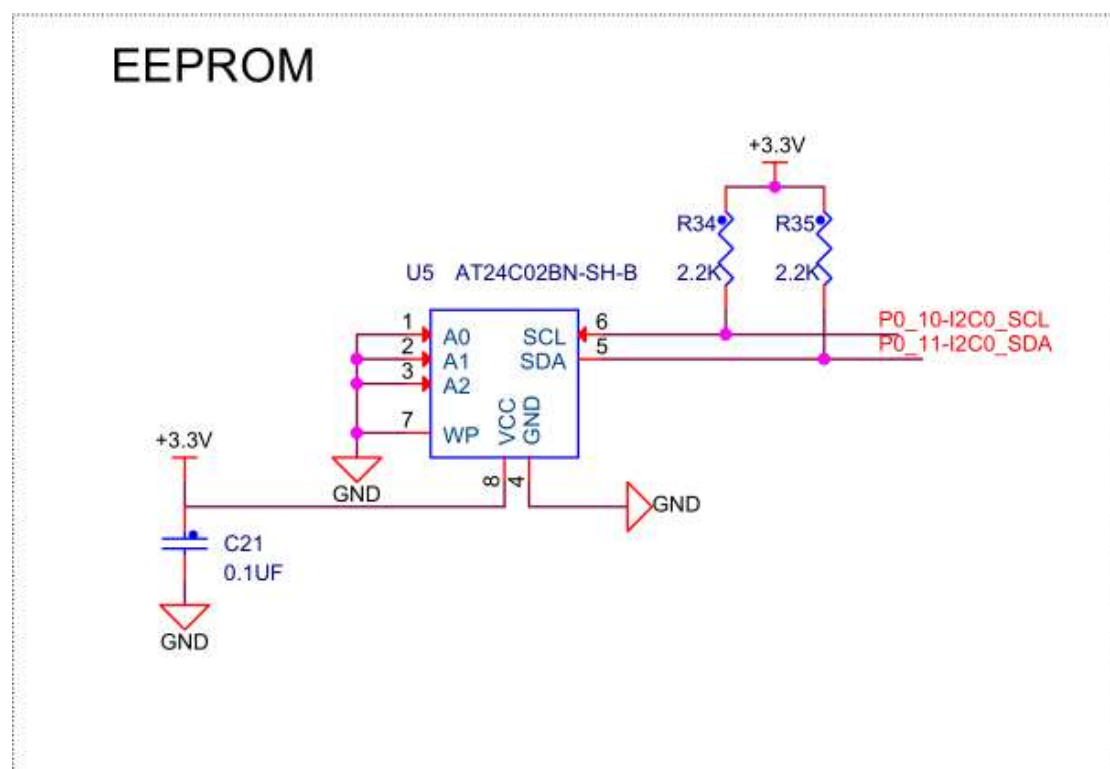 EEPROM
+3.3V
R34
R35
2.2K
2.2K
U5 AT24C02BN-SH-B
1
A0
SCL
6
P0_10-I2C0_SCL
2
A1
SDA
5
P0_11-I2C0_SDA
3
A2
7
WP
VCC
GND
8
4
+3.3V
GND
GND
C21
0.1UF
GND